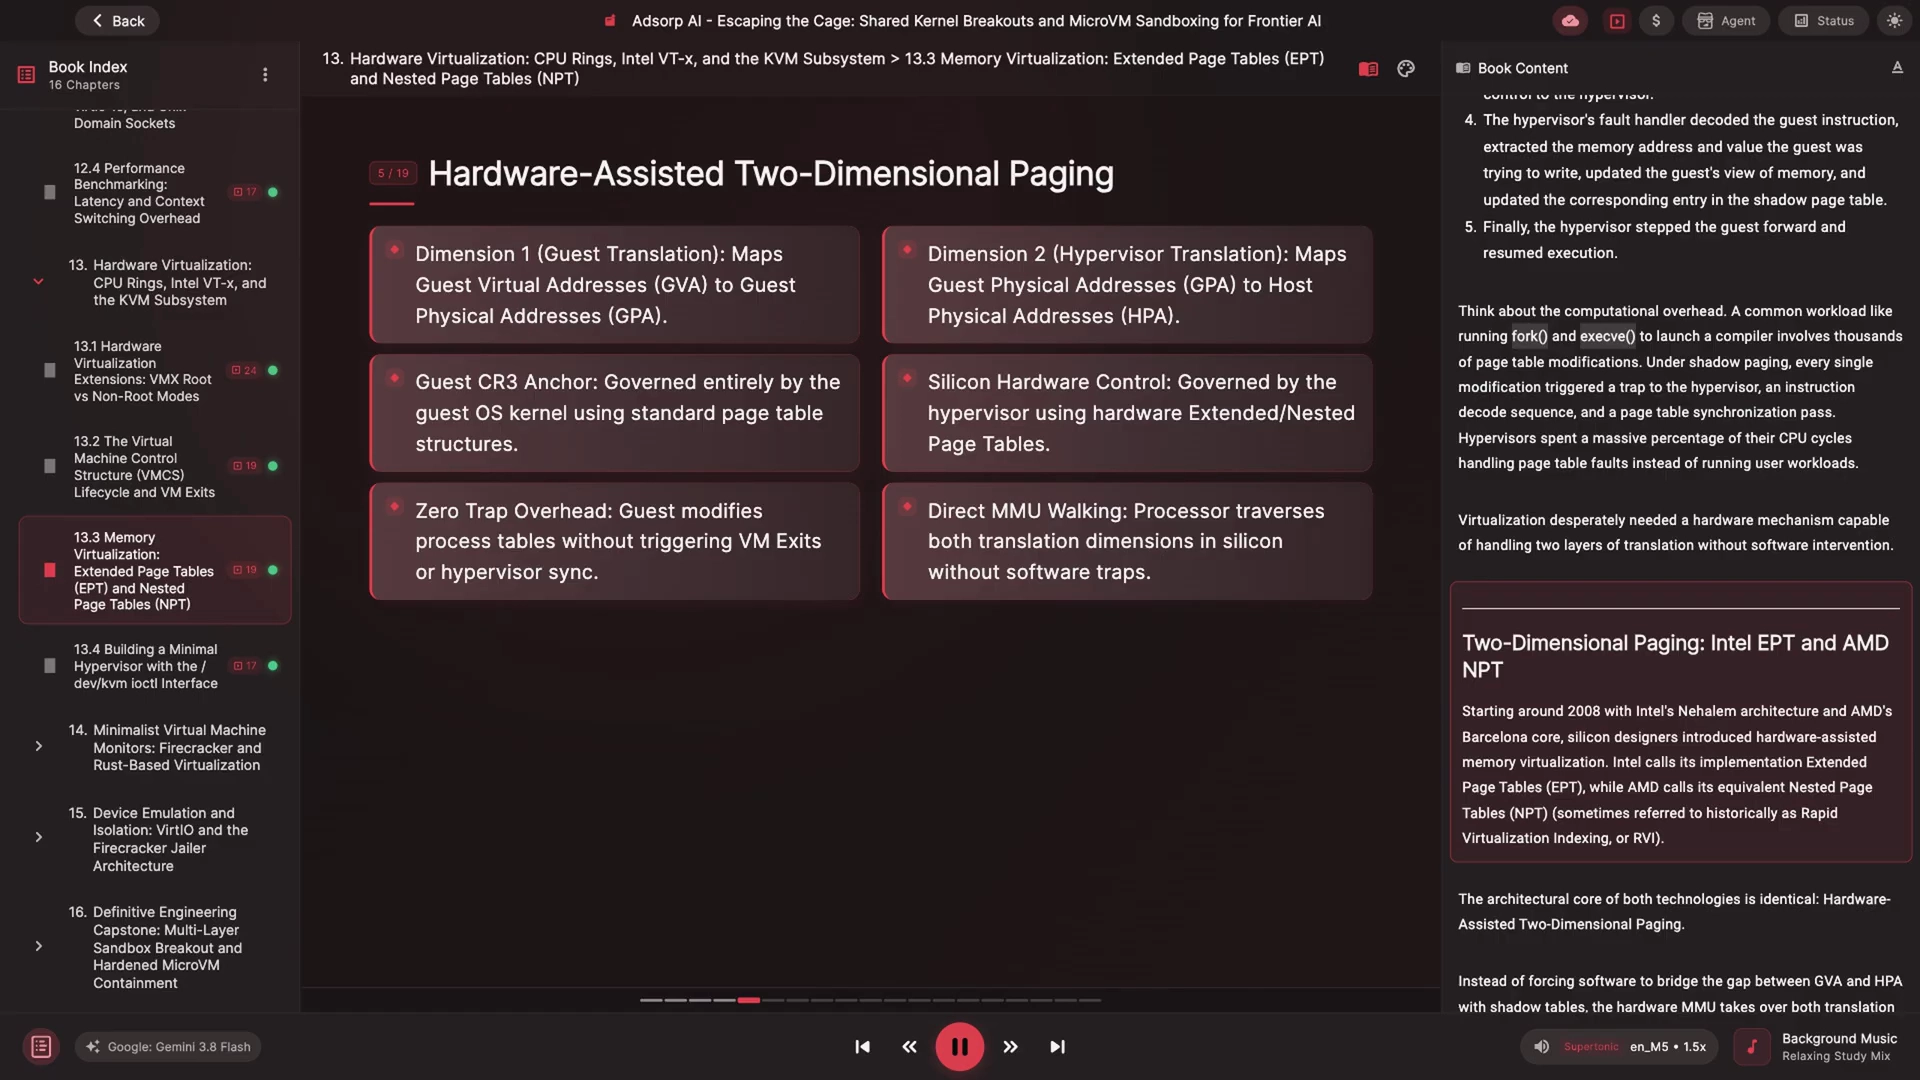 Back
Adsorp AI - Escaping the Cage: Shared Kernel Breakouts and MicroVM Sandboxing for Frontier AI
$
Agent
Status
Book Index
16 Chapters
Domain Sockets
12.4 Performance
Benchmarking:
Latency and Context
Switching Overhead
17
13. Hardware Virtualization:
CPU Rings, Intel VT-x, and
the KVM Subsystem
13.1 Hardware
Virtualization
Extensions: VMX Root
vs Non-Root Modes
24
13.2 The Virtual
Machine Control
Structure (VMCS)
Lifecycle and VM Exits
19
13.3 Memory
Virtualization:
Extended Page Tables
(EPT) and Nested
Page Tables (NPT)
19
13.4 Building a Minimal
Hypervisor with the /
dev/kvm ioctl Interface
17
14. Minimalist Virtual Machine
Monitors: Firecracker and
Rust-Based Virtualization
15. Device Emulation and
Isolation: VirtIO and the
Firecracker Jailer
Architecture
16. Definitive Engineering
Capstone: Multi-Layer
Sandbox Breakout and
Hardened MicroVM
Containment
13. Hardware Virtualization: CPU Rings, Intel VT-x, and the KVM Subsystem > 13.3 Memory Virtualization: Extended Page Tables (EPT)
and Nested Page Tables (NPT)
5 / 19
Hardware-Assisted Two-Dimensional Paging
Dimension 1 (Guest Translation): Maps
Guest Virtual Addresses (GVA) to Guest
Physical Addresses (GPA).
Dimension 2 (Hypervisor Translation): Maps
Guest Physical Addresses (GPA) to Host
Physical Addresses (HPA).
Guest CR3 Anchor: Governed entirely by the
guest OS kernel using standard page table
structures.
Silicon Hardware Control: Governed by the
hypervisor using hardware Extended/Nested
Page Tables.
Zero Trap Overhead: Guest modifies
process tables without triggering VM Exits
or hypervisor sync.
Direct MMU Walking: Processor traverses
both translation dimensions in silicon
without software traps.
Book Content
control to the hypervisor.
4. The hypervisor's fault handler decoded the guest instruction,
extracted the memory address and value the guest was
trying to write, updated the guest's view of memory, and
updated the corresponding entry in the shadow page table.
5. Finally, the hypervisor stepped the guest forward and
resumed execution.
Think about the computational overhead. A common workload like
running fork() and execve() to launch a compiler involves thousands
of page table modifications. Under shadow paging, every single
modification triggered a trap to the hypervisor, an instruction
decode sequence, and a page table synchronization pass.
Hypervisors spent a massive percentage of their CPU cycles
handling page table faults instead of running user workloads.
Virtualization desperately needed a hardware mechanism capable
of handling two layers of translation without software intervention.
Two-Dimensional Paging: Intel EPT and AMD
NPT
Starting around 2008 with Intel's Nehalem architecture and AMD's
Barcelona core, silicon designers introduced hardware-assisted
memory virtualization. Intel calls its implementation Extended
Page Tables (EPT), while AMD calls its equivalent Nested Page
Tables (NPT) (sometimes referred to historically as Rapid
Virtualization Indexing, or RVI).
The architectural core of both technologies is identical: Hardware-
Assisted Two-Dimensional Paging.
Instead of forcing software to bridge the gap between GVA and HPA
with shadow tables, the hardware MMU takes over both translation
Google: Gemini 3.8 Flash
Supertonic en_M5 • 1.5x
Background Music
Relaxing Study Mix